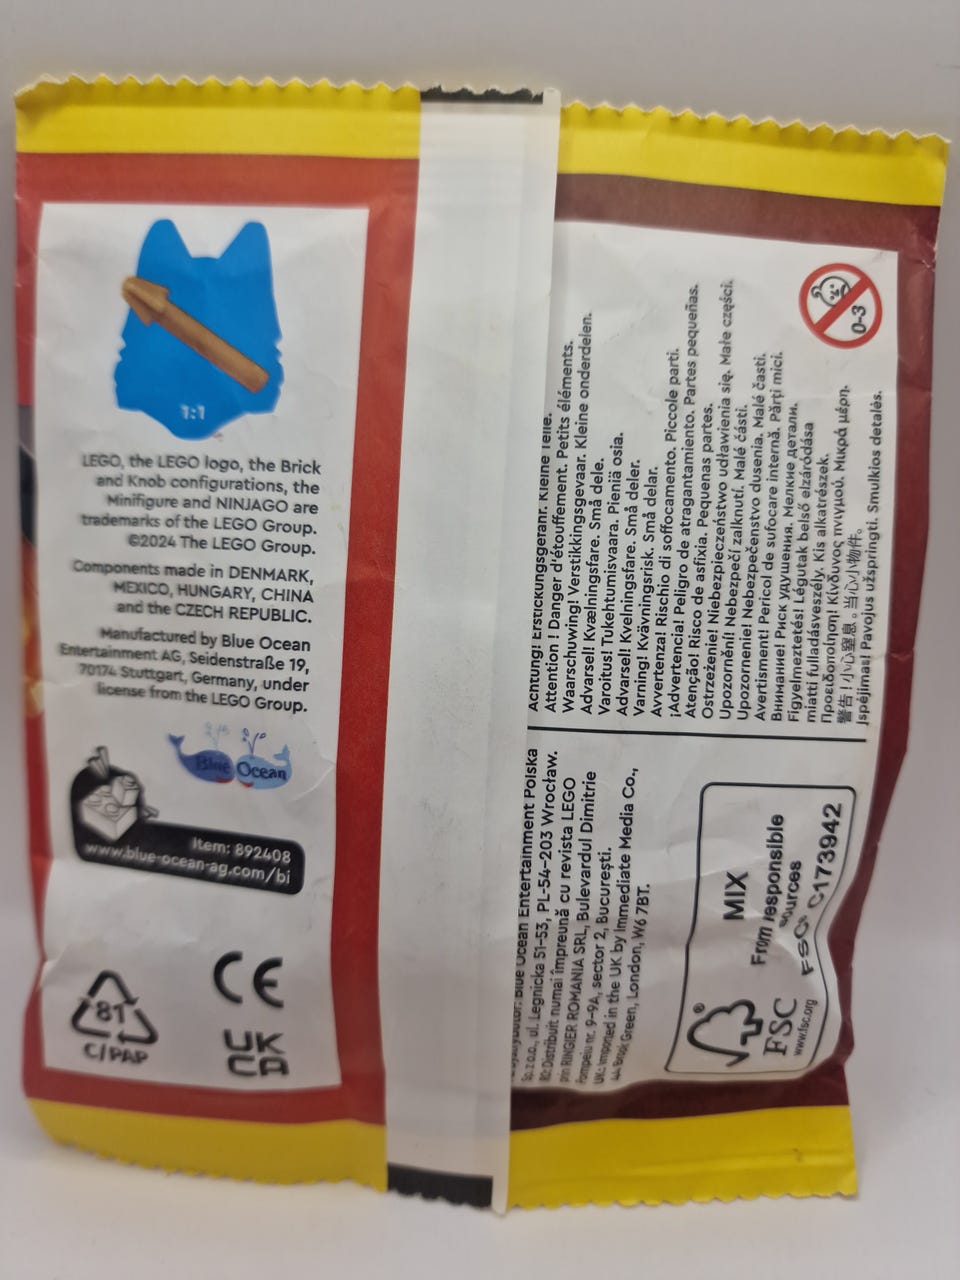 1:1
LEGO, the LEGO logo, the Brick
and Knob configurations, the
Minifigure and NINJAGO are
trademarks of the LEGO Group.
©2024 The LEGO Group.
Components made in DENMARK,
MEXICO, HUNGARY, CHINA
and the CZECH REPUBLIC.
Manufactured by Blue Ocean
Entertainment AG, Seidenstraße 19,
70174 Stuttgart, Germany, under
license from the LEGO Group.
Blue Ocean
Item: 892408
www.blue-ocean-ag.com/bi
81
C/PAP
CE
UK
CA
0-3
Achtung! Erstickungsgefahr. Kleine Teile.
Attention ! Danger d'étouffement. Petits éléments.
Waarschuwing! Verstikkingsgevaar. Kleine onderdelen.
Advarsel! Kvælningsfare. Små dele.
Varoitus! Tukehtumisvaara. Pieniä osia.
Advarsel! Kvelningsfare. Små deler.
Varning! Kvävningsrisk. Små delar.
Avvertenza! Rischio di soffocamento. Piccole parti.
¡Advertencia! Peligro de atragantamiento. Partes pequeñas.
Atenção! Risco de asfixia. Pequenas partes.
Ostrzeżenie! Niebezpieczeństwo udławienia się. Małe części.
Upozornění! Nebezpečí zalknutí. Malé části.
Upozornenie! Nebezpečenstvo dusenia. Malé časti.
Avertisment! Pericol de sufocare internă. Părți mici.
Внимание! Риск удушения. Мелкие детали.
Figyelmeztetés! Légutak belső elzáródása
miatti fulladásveszély. Kis alkatrészek.
Προειδοποίηση! Κίνδυνος πνιγμού. Μικρά μέρη.
警告！小心窒息。当心小物件。
Įspėjimas! Pavojus užspringti. Smulkios detalės.
Blue Ocean Entertainment Polska
Sp. z o.o., ul. Legnicka 51-53, PL-54-203 Wrocław.
RO: Distribuit numai împreună cu revista LEGO
prin RINGIER ROMANIA SRL, Bulevardul Dimitrie
Pompeiu nr. 9-9A, sector 2, București.
UK: Imported in the UK by Immediate Media Co.,
44 Brook Green, London, W6 7BT.
®
FSC
www.fsc.org
MIX
From responsible
sources
FSC® C173942